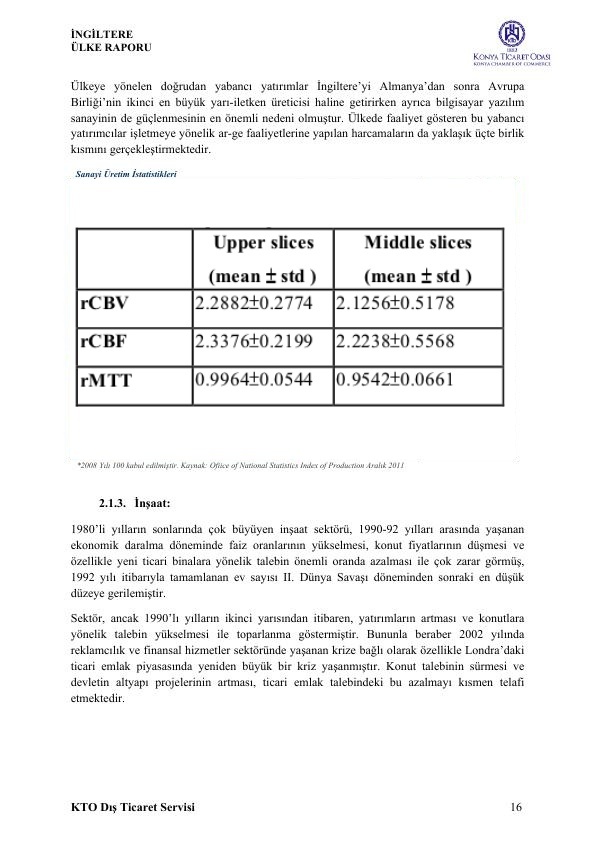 İNGİLTERE
ÜLKE RAPORU
1882
KONYA TICARET ODASI
KONYA CHAMBER OF COMMERCE
Ülkeye yönelen doğrudan yabancı yatırımlar İngiltere’yi Almanya’dan sonra Avrupa
Birliği’nin ikinci en büyük yarı-iletken üreticisi haline getirirken ayrıca bilgisayar yazılım
sanayinin de güçlenmesinin en önemli nedeni olmuştur. Ülkede faaliyet gösteren bu yabancı
yatırımcılar işletmeye yönelik ar-ge faaliyetlerine yapılan harcamaların da yaklaşık üçte birlik
kısmını gerçekleştirmektedir.
Sanayi Üretim İstatistikleri
Upper slices Middle slices
(mean ± std ) (mean ± std )
rCBV 2.2882±0.2774 2.1256±0.5178
rCBF 2.3376±0.2199 2.2238±0.5568
rMTT 0.9964±0.0544 0.9542±0.0661
*2008 Yılı 100 kabul edilmiştir. Kaynak: Ofiice of National Statistics Index of Production Aralık 2011
2.1.3. İnşaat:
1980’li yılların sonlarında çok büyüyen inşaat sektörü, 1990-92 yılları arasında yaşanan
ekonomik daralma döneminde faiz oranlarının yükselmesi, konut fiyatlarının düşmesi ve
özellikle yeni ticari binalara yönelik talebin önemli oranda azalması ile çok zarar görmüş,
1992 yılı itibarıyla tamamlanan ev sayısı II. Dünya Savaşı döneminden sonraki en düşük
düzeye gerilemiştir.
Sektör, ancak 1990’lı yılların ikinci yarısından itibaren, yatırımların artması ve konutlara
yönelik talebin yükselmesi ile toparlanma göstermiştir. Bununla beraber 2002 yılında
reklamcılık ve finansal hizmetler sektöründe yaşanan krize bağlı olarak özellikle Londra’daki
ticari emlak piyasasında yeniden büyük bir kriz yaşanmıştır. Konut talebinin sürmesi ve
devletin altyapı projelerinin artması, ticari emlak talebindeki bu azalmayı kısmen telafi
etmektedir.
KTO Dış Ticaret Servisi 16